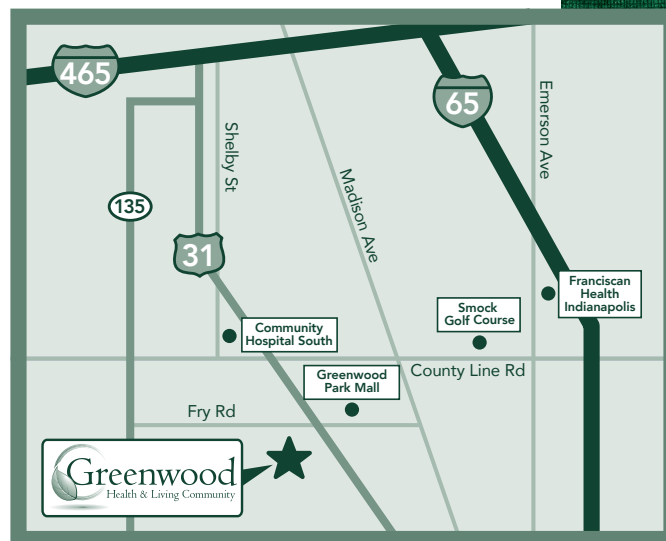 465
65
Emerson Ave
Shelby St
Madison Ave
135
31
Franciscan
Health
Indianapolis
Smock
Golf Course
Community
Hospital South
County Line Rd
Greenwood
Park Mall
Fry Rd
Greenwood
Health & Living Community